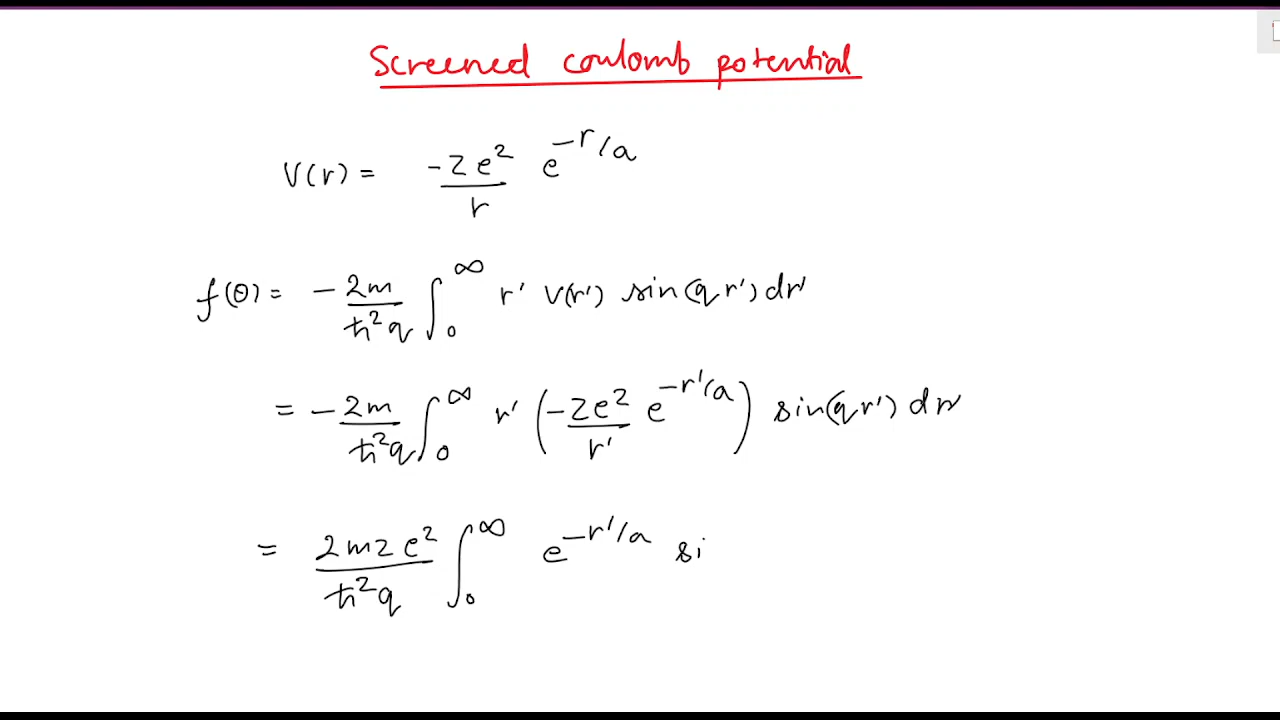 Screened coulomb potential
V(r) = -Ze²/r e^{-r/a}
f(θ) = -2m/ħ²q ∫₀^∞ r' V(r') sin(qr') dr'
= -2m/ħ²q ∫₀^∞ r' (-Ze²/r' e^{-r'/a}) sin(qr') dr'
= 2mZe²/ħ²q ∫₀^∞ e^{-r'/a} si